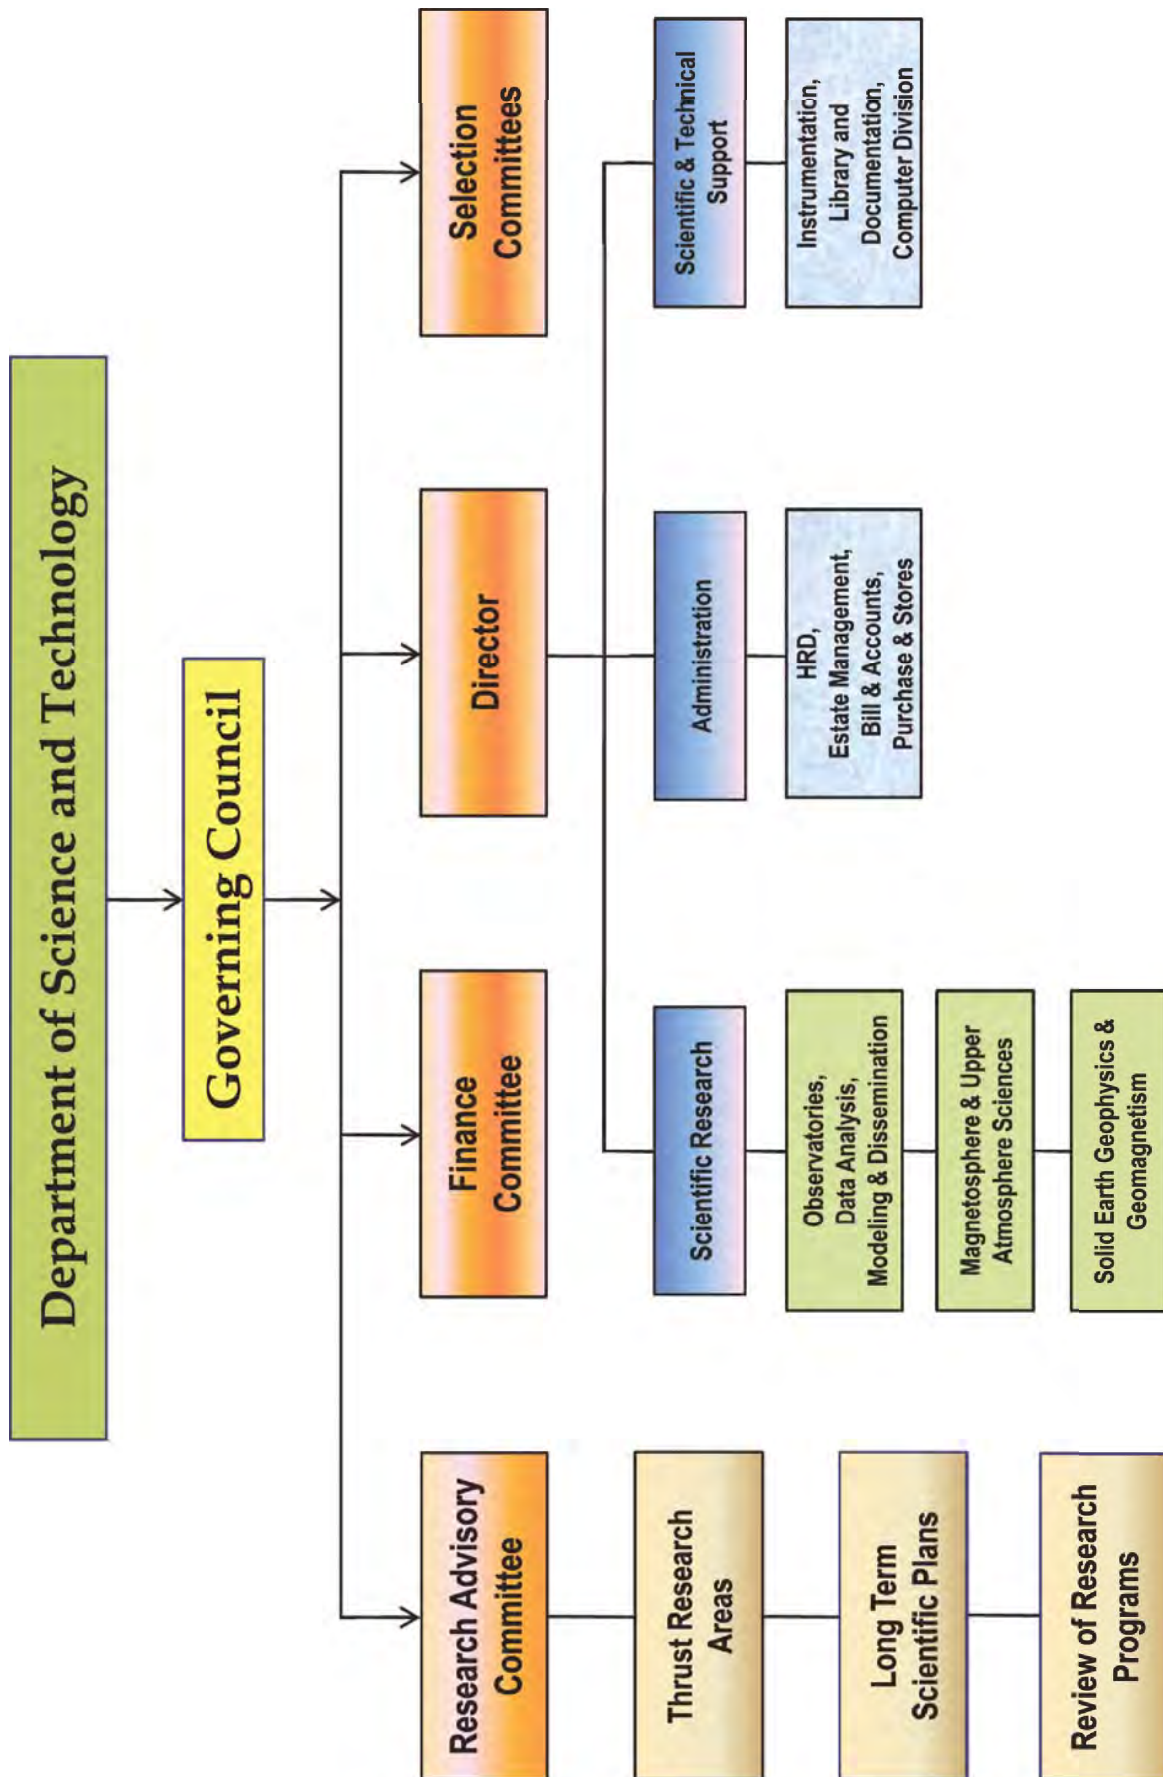 Department of Science and Technology
Governing Council
Research Advisory
Committee
Finance
Committee
Director
Selection
Committees
Thrust Research
Areas
Long Term
Scientific Plans
Review of Research
Programs
Scientific Research
Observatories,
Data Analysis,
Modeling & Dissemination
Magnetosphere & Upper
Atmosphere Sciences
Solid Earth Geophysics &
Geomagnetism
Administration
HRD,
Estate Management,
Bill & Accounts,
Purchase & Stores
Scientific & Technical
Support
Instrumentation,
Library and
Documentation,
Computer Division